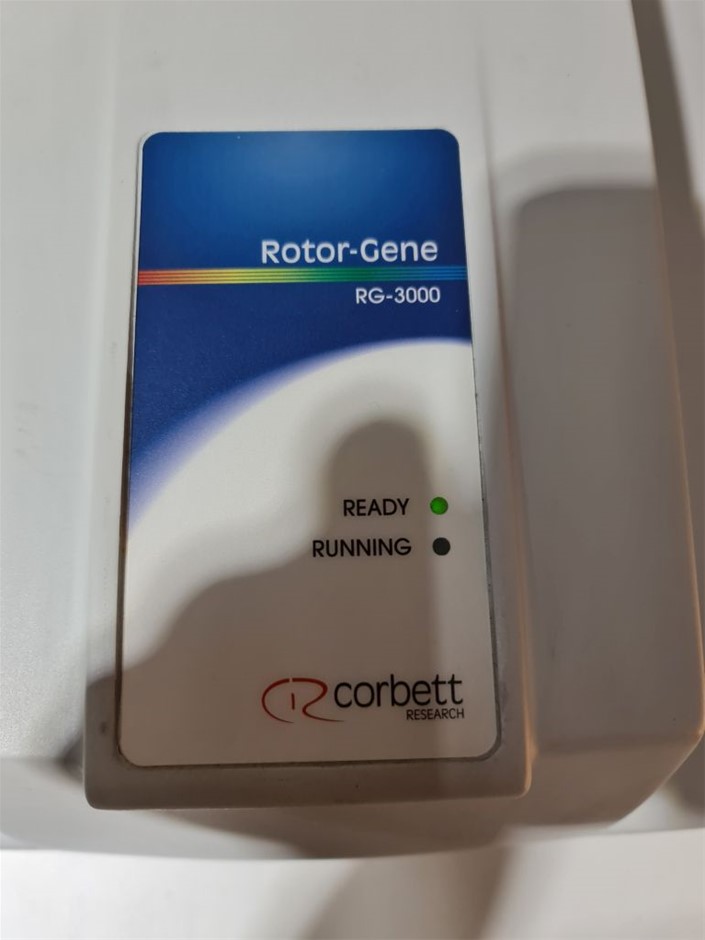 Rotor-Gene
RG-3000
READY
RUNNING
corbett
RESEARCH